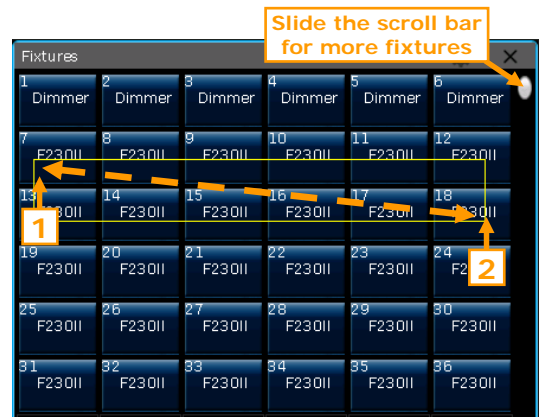 Slide the scroll bar
for more fixtures
Fixtures
1 2 3 4 5 6
Dimmer Dimmer Dimmer Dimmer Dimmer Dimmer
7 8 9 10 11 12
F230II F230II F230II F230II F230II F230II
13 14 15 16 17 18
F230II F230II F230II F230II F230II
1
19 20 21 22 23 24
F230II F230II F230II F230II F230II
2
25 26 27 28 29 30
F230II F230II F230II F230II F230II F230II
31 32 33 34 35 36
F230II F230II F230II F230II F230II F230II